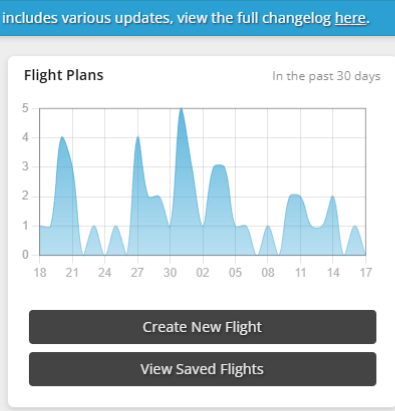 includes various updates, view the full changelog here.
Flight Plans
In the past 30 days
5
4
3
2
1
0
18 21 24 27 30 02 05 08 11 14 17
Create New Flight
View Saved Flights